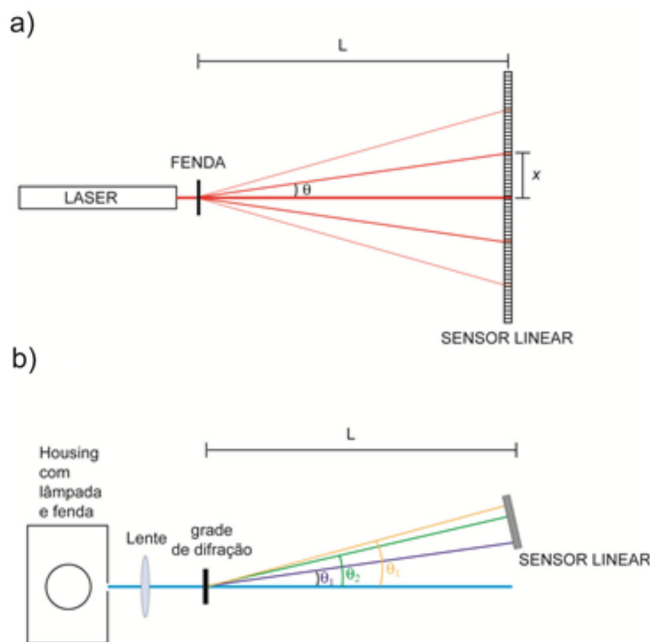 a)
L
FENDA
LASER
θ
x
SENSOR LINEAR
b)
L
Housing
com
lâmpada
e fenda
Lente
grade
de difração
θ₁
θ₂
θ₃
SENSOR LINEAR